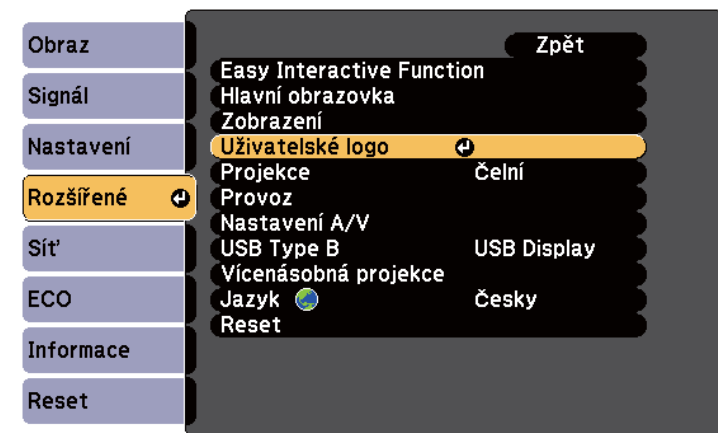 Obraz
Signál
Nastavení
Rozšířené
Síť
ECO
Informace
Reset
Zpět
Easy Interactive Function
Hlavní obrazovka
Zobrazení
Uživatelské logo
Projekce Čelní
Provoz
Nastavení A/V
USB Type B USB Display
Vícenásobná projekce
Jazyk Česky
Reset